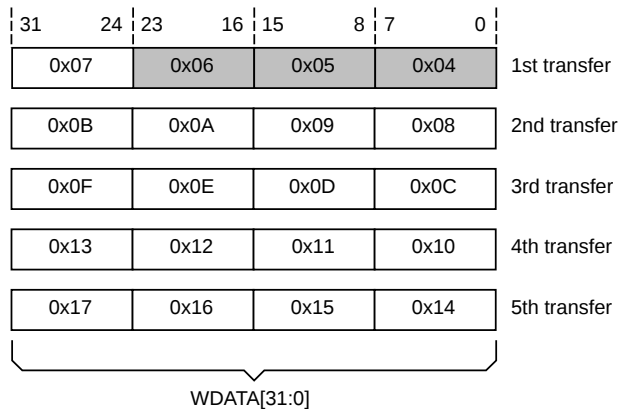 31 24 23 16 15 8 7 0
0x07 0x06 0x05 0x04 1st transfer
0x0B 0x0A 0x09 0x08 2nd transfer
0x0F 0x0E 0x0D 0x0C 3rd transfer
0x13 0x12 0x11 0x10 4th transfer
0x17 0x16 0x15 0x14 5th transfer
WDATA[31:0]